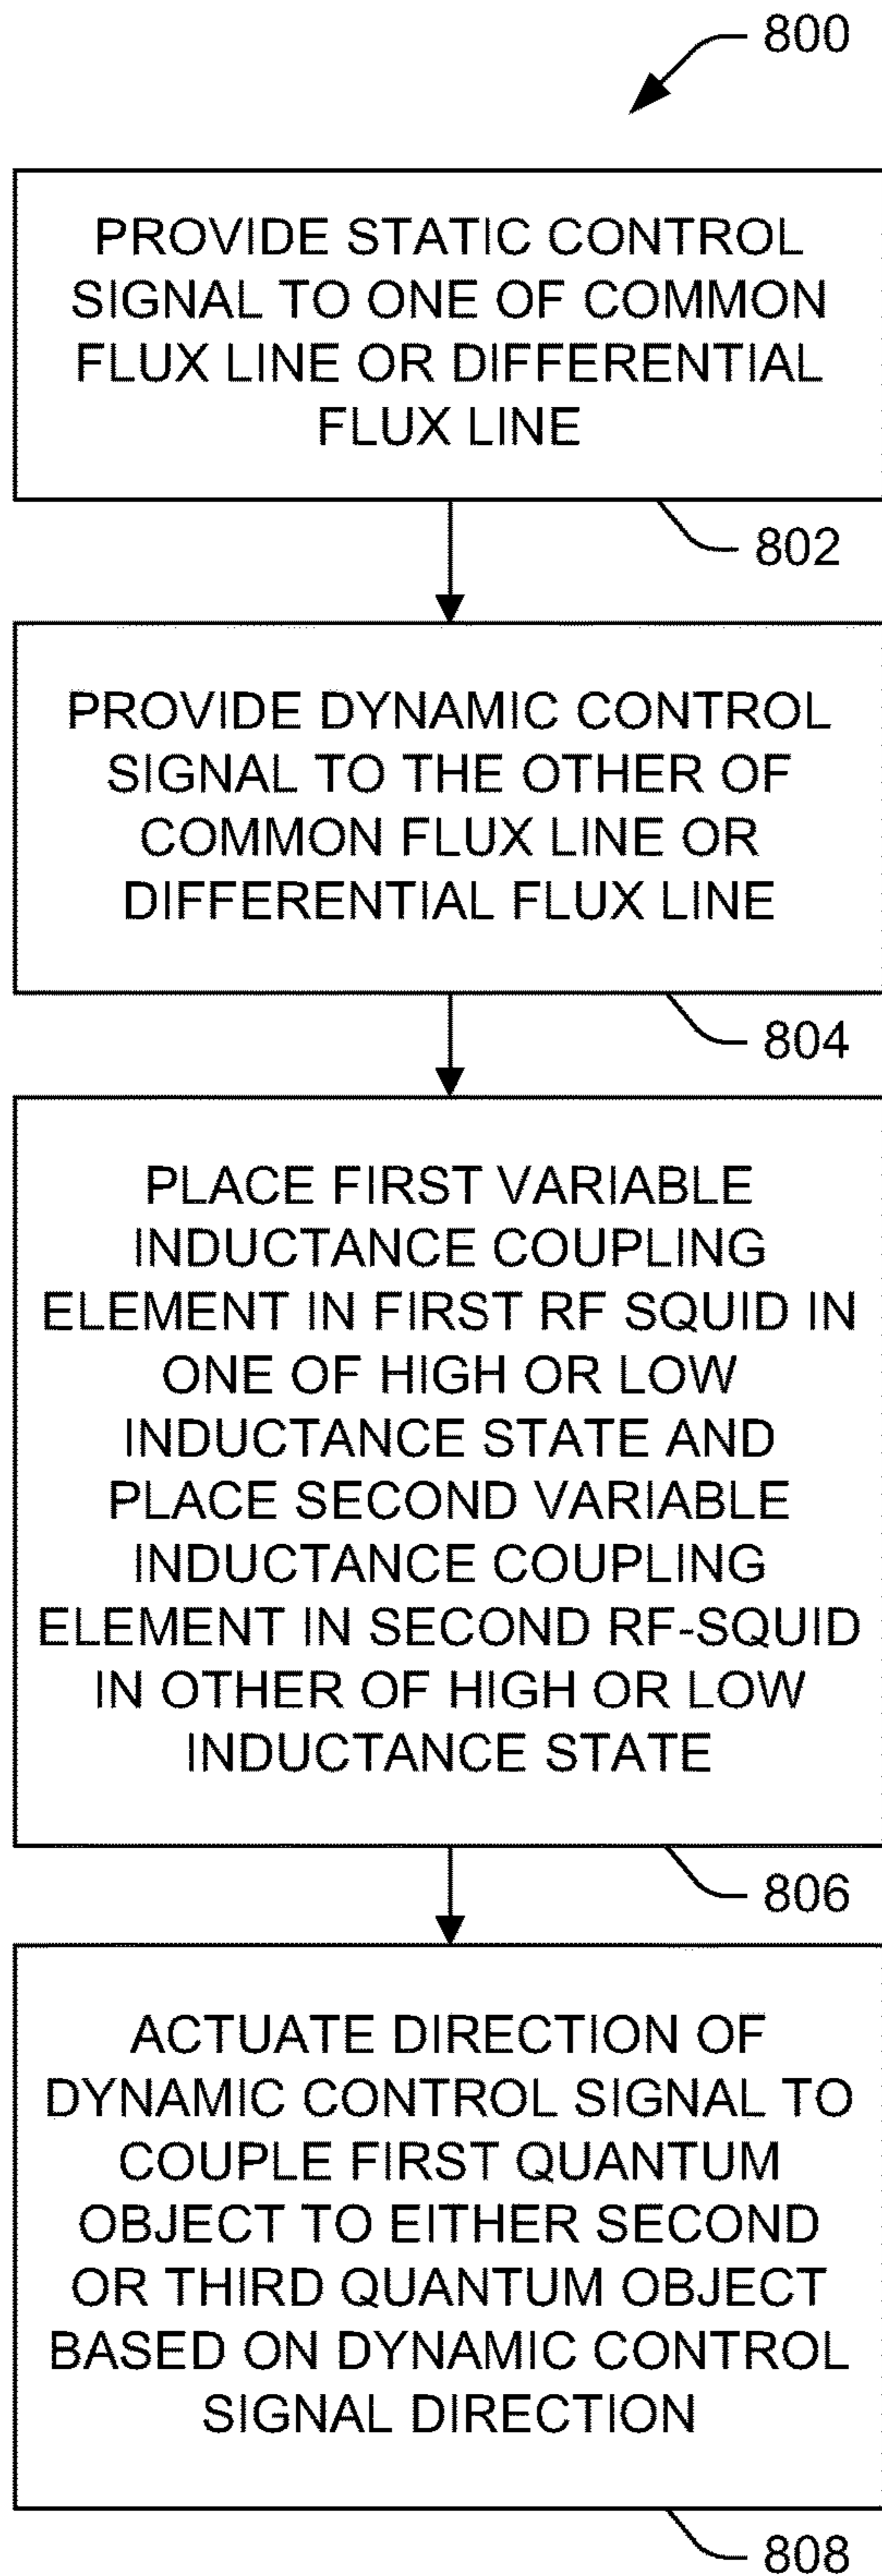 800
PROVIDE STATIC CONTROL
SIGNAL TO ONE OF COMMON
FLUX LINE OR DIFFERENTIAL
FLUX LINE
802
PROVIDE DYNAMIC CONTROL
SIGNAL TO THE OTHER OF
COMMON FLUX LINE OR
DIFFERENTIAL FLUX LINE
804
PLACE FIRST VARIABLE
INDUCTANCE COUPLING
ELEMENT IN FIRST RF SQUID IN
ONE OF HIGH OR LOW
INDUCTANCE STATE AND
PLACE SECOND VARIABLE
INDUCTANCE COUPLING
ELEMENT IN SECOND RF-SQUID
IN OTHER OF HIGH OR LOW
INDUCTANCE STATE
806
ACTUATE DIRECTION OF
DYNAMIC CONTROL SIGNAL TO
COUPLE FIRST QUANTUM
OBJECT TO EITHER SECOND
OR THIRD QUANTUM OBJECT
BASED ON DYNAMIC CONTROL
SIGNAL DIRECTION
808